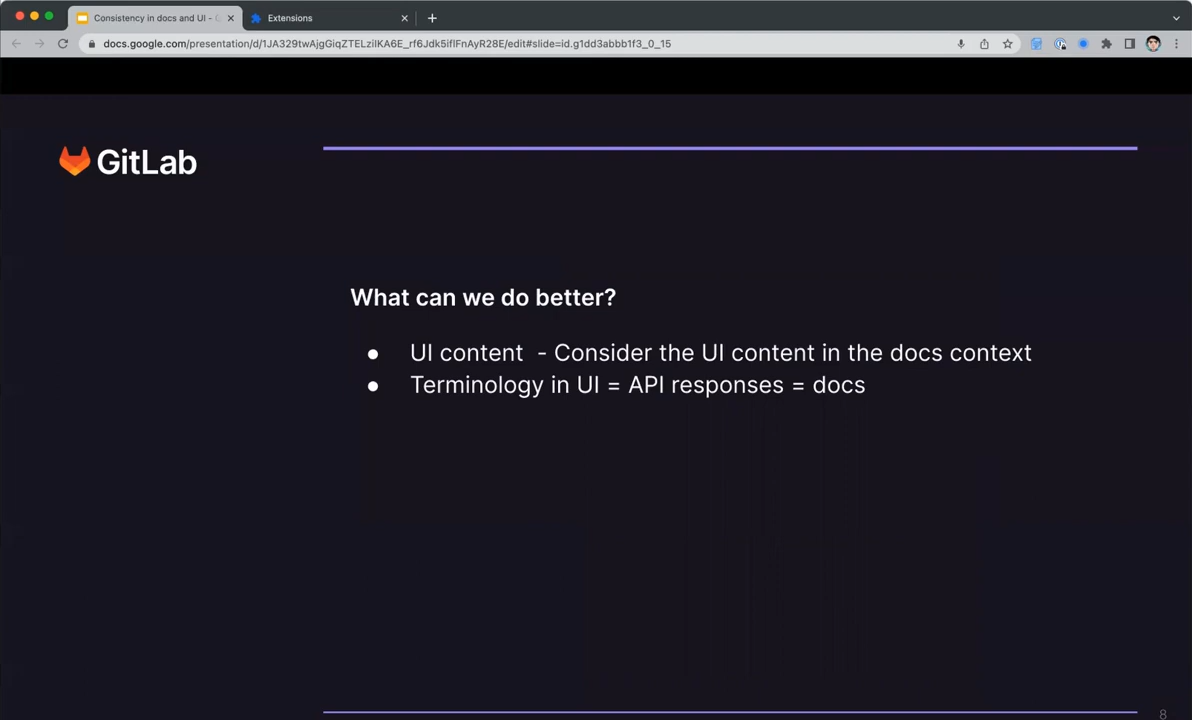 Consistency in docs and UI -
Extensions
docs.google.com/presentation/d/1JA329twAjgGiqZTELzilKA6E_rf6Jdk5iflFnAyR28E/edit#slide=id.g1dd3abbb1f3_0_15
GitLab
What can we do better?
● UI content - Consider the UI content in the docs context
● Terminology in UI = API responses = docs
8